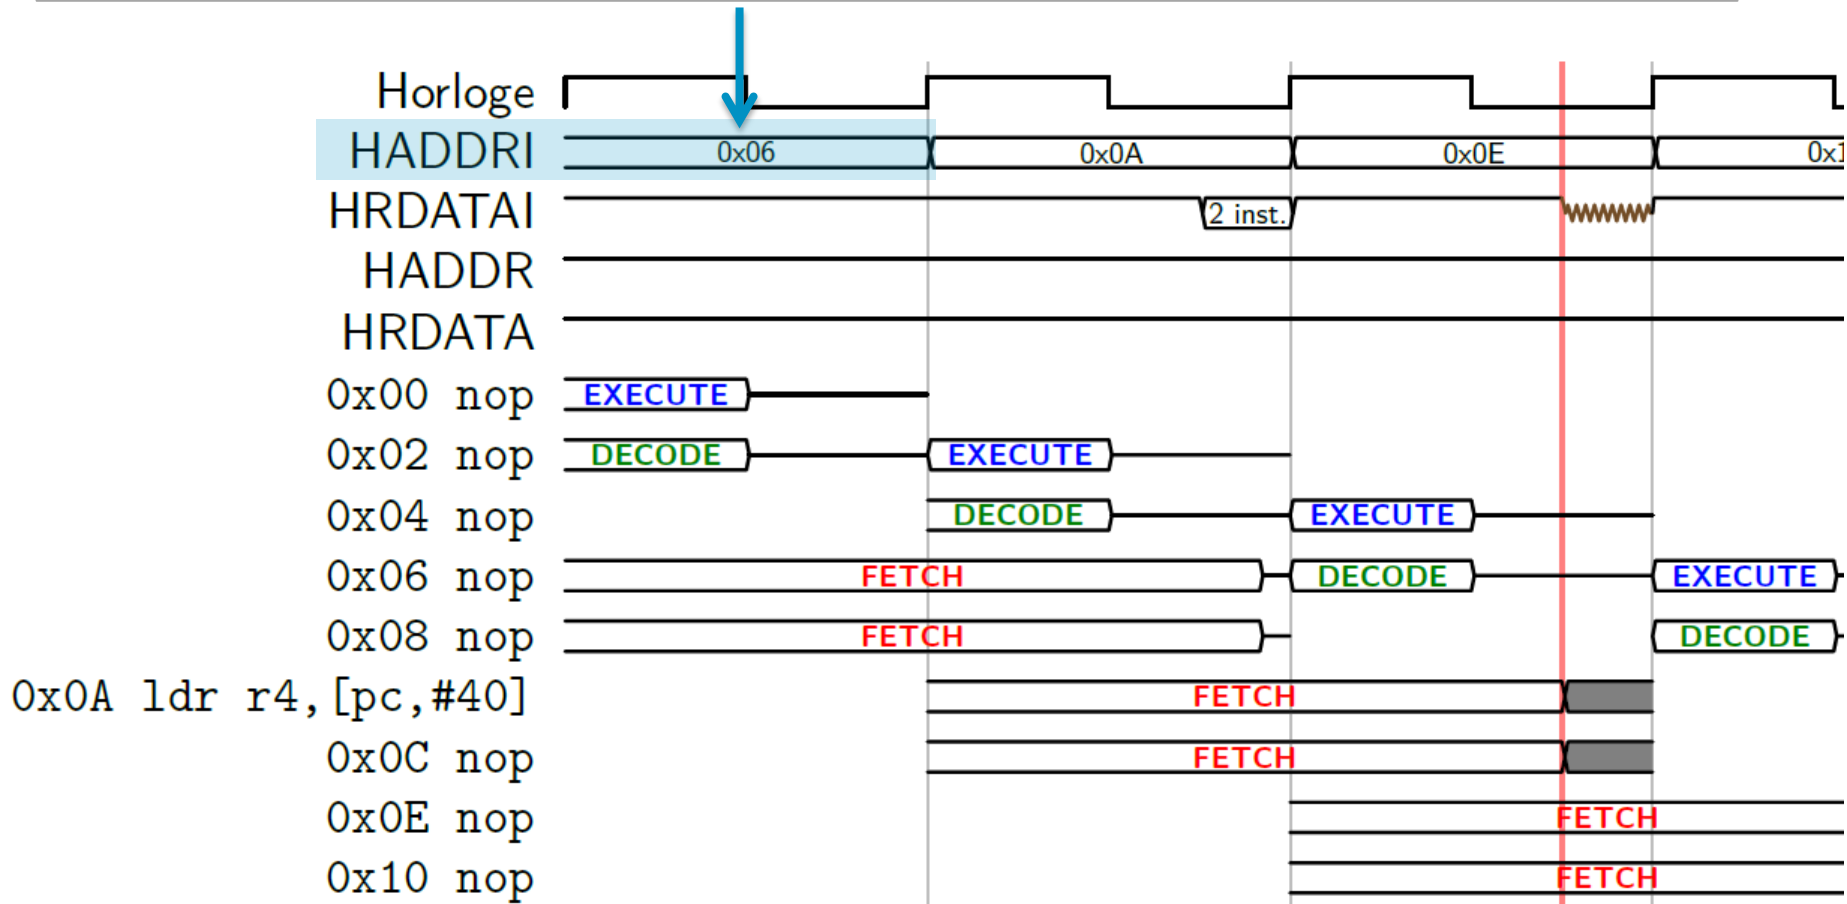 Horloge
HADDRI 0x06 0x0A 0x0E 0x1
HRDATAI 2 inst.
HADDR
HRDATA
0x00 nop EXECUTE
0x02 nop DECODE EXECUTE
0x04 nop DECODE EXECUTE
0x06 nop FETCH DECODE EXECUTE
0x08 nop FETCH DECODE
0x0A ldr r4,[pc,#40] FETCH
0x0C nop FETCH
0x0E nop FETCH
0x10 nop FETCH